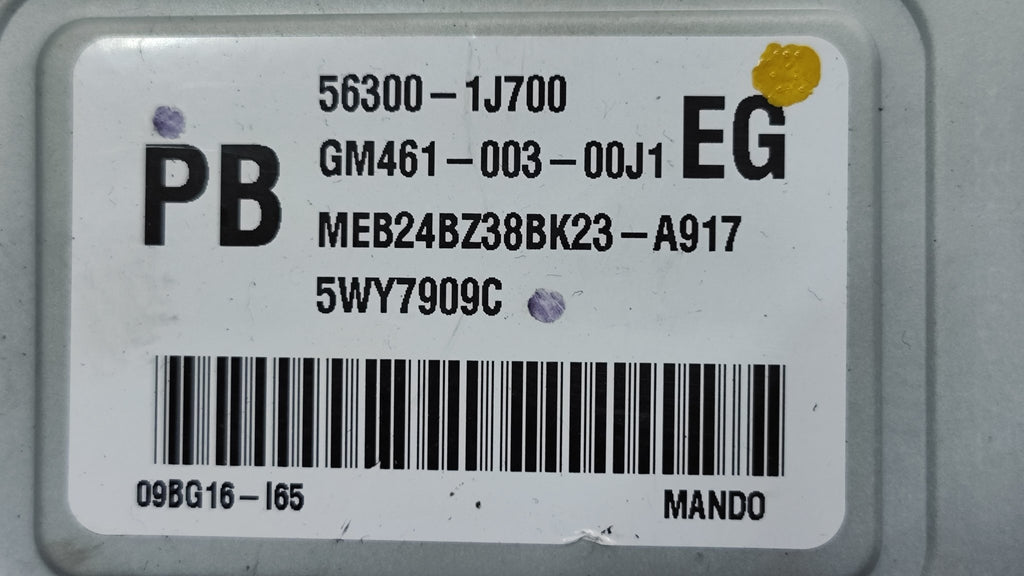 56300-1J700
PB
GM461-003-00J1
EG
MEB24BZ38BK23-A917
5WY7909C
09BG16-I65
MANDO